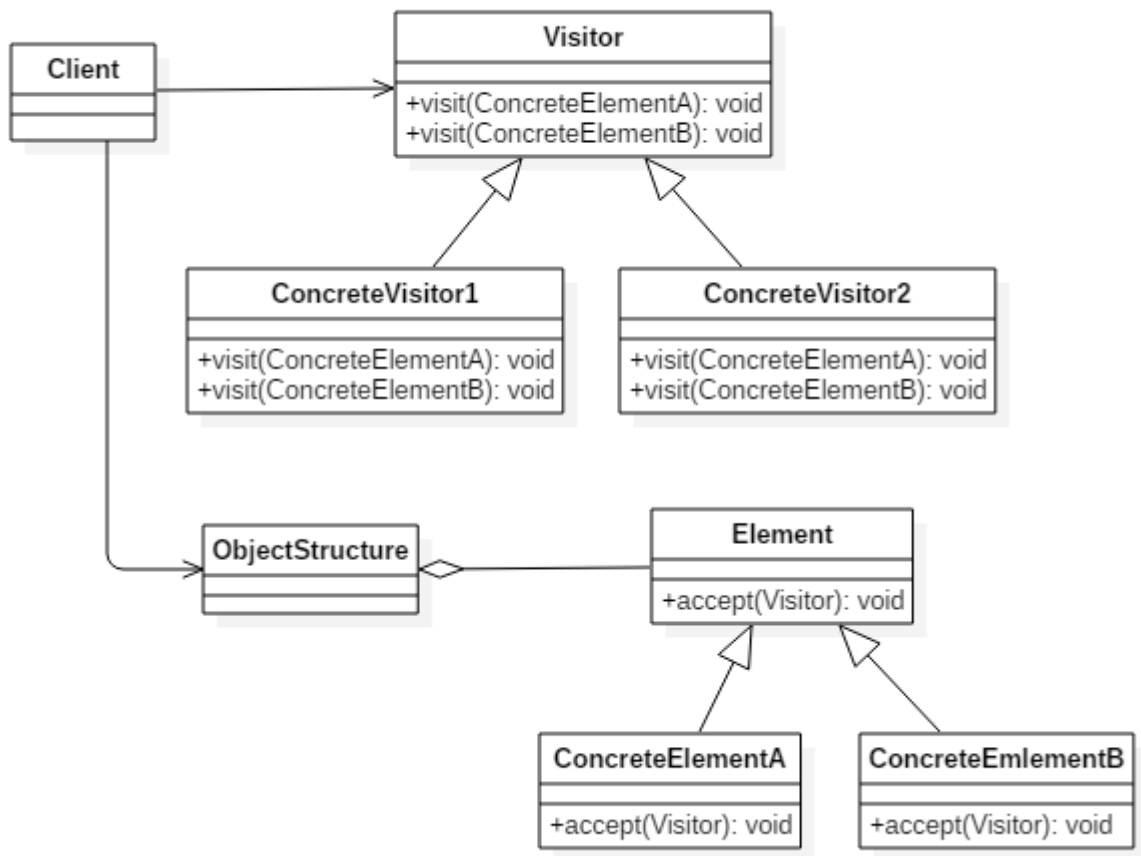 Client
Visitor
+visit(ConcreteElementA): void
+visit(ConcreteElementB): void
ConcreteVisitor1
+visit(ConcreteElementA): void
+visit(ConcreteElementB): void
ConcreteVisitor2
+visit(ConcreteElementA): void
+visit(ConcreteElementB): void
ObjectStructure
Element
+accept(Visitor): void
ConcreteElementA
+accept(Visitor): void
ConcreteEmlementB
+accept(Visitor): void